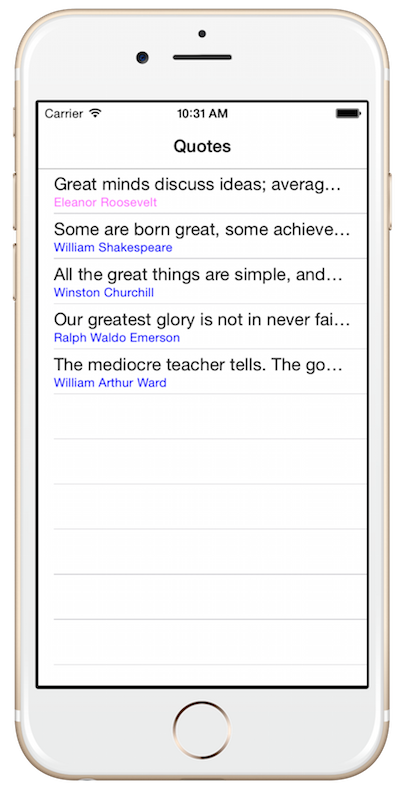 Carrier 10:31 AM
Quotes
Great minds discuss ideas; averag…
Eleanor Roosevelt
Some are born great, some achieve…
William Shakespeare
All the great things are simple, and…
Winston Churchill
Our greatest glory is not in never fai…
Ralph Waldo Emerson
The mediocre teacher tells. The go…
William Arthur Ward